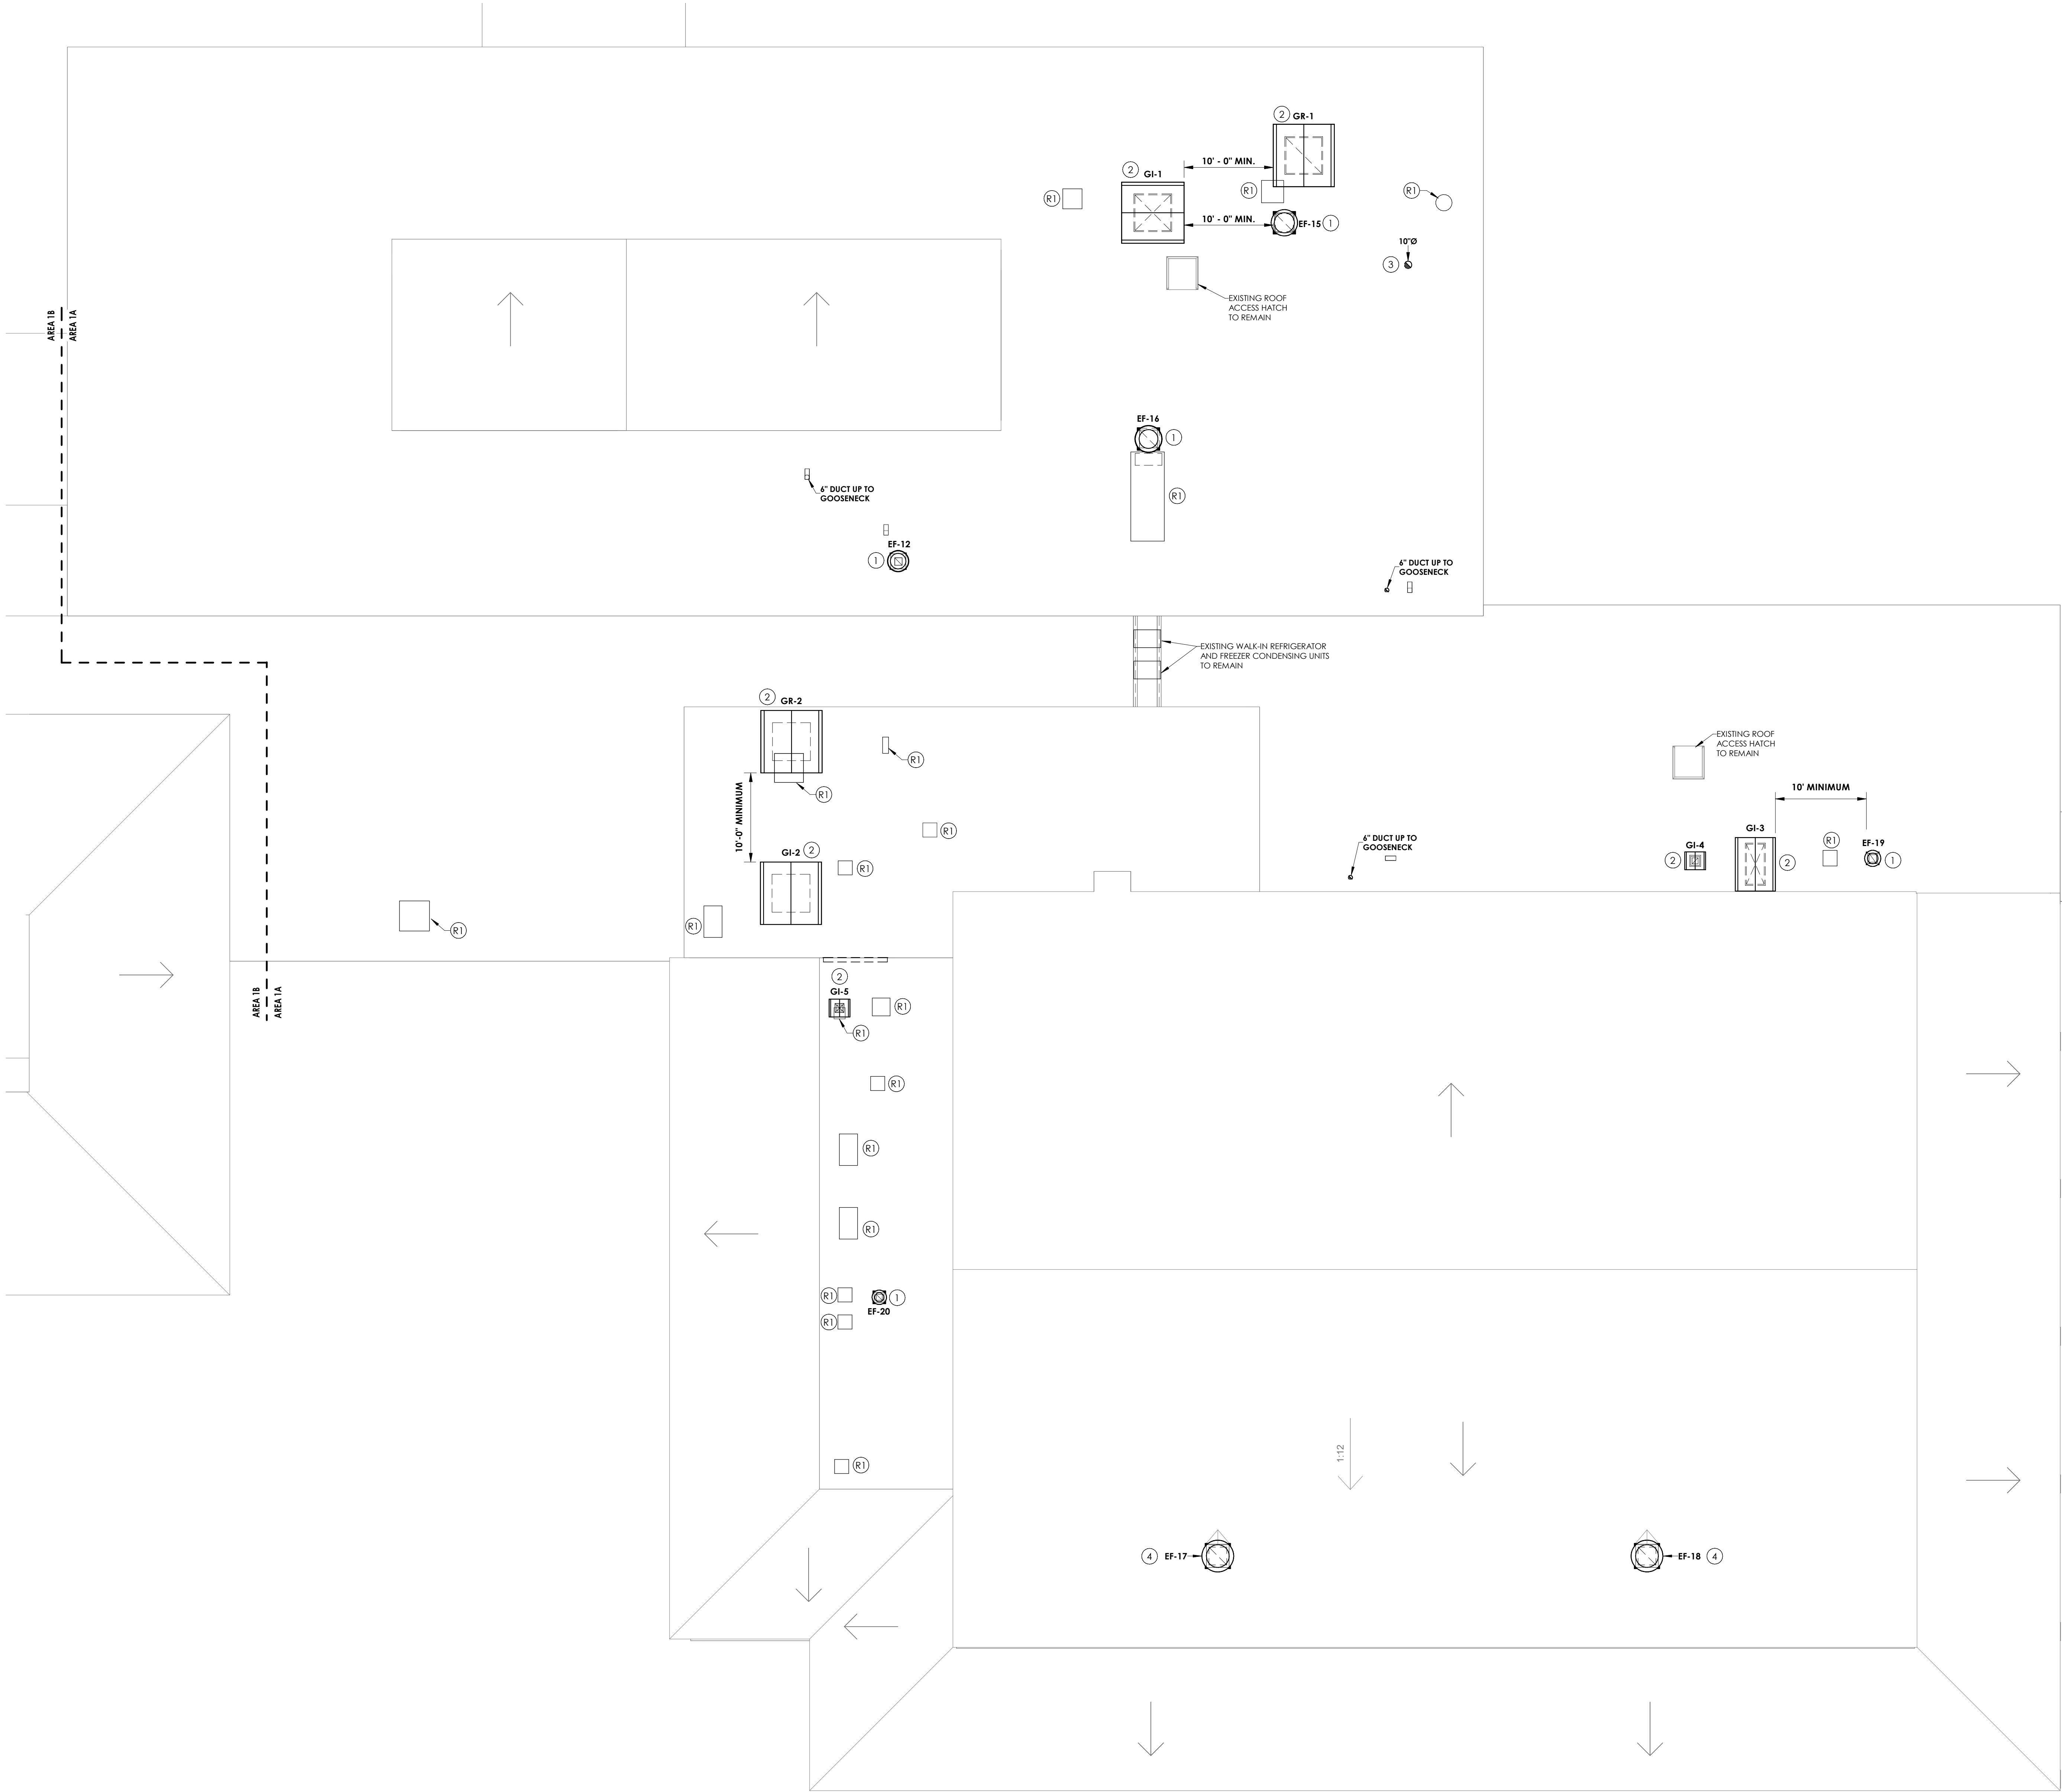 2 GR-1
10' - 0" MIN.
2 GI-1
R1
R1
R1
10' - 0" MIN.
EF-15 1
10"Ø
3
EXISTING ROOF
ACCESS HATCH
TO REMAIN
AREA 1B
AREA 1A
EF-16
1
6" DUCT UP TO
GOOSENECK
R1
EF-12
1
6" DUCT UP TO
GOOSENECK
EXISTING WALK-IN REFRIGERATOR
AND FREEZER CONDENSING UNITS
TO REMAIN
2 GR-2
R1
R1
10'-0" MINIMUM
R1
GI-2 2
R1
R1
R1
EXISTING ROOF
ACCESS HATCH
TO REMAIN
10' MINIMUM
6" DUCT UP TO
GOOSENECK
GI-3
2
GI-4
2
R1
EF-19
1
AREA 1B
AREA 1A
2
GI-5
R1
R1
R1
R1
R1
R1
1
EF-20
R1
R1
1:12
4 EF-17
EF-18 4